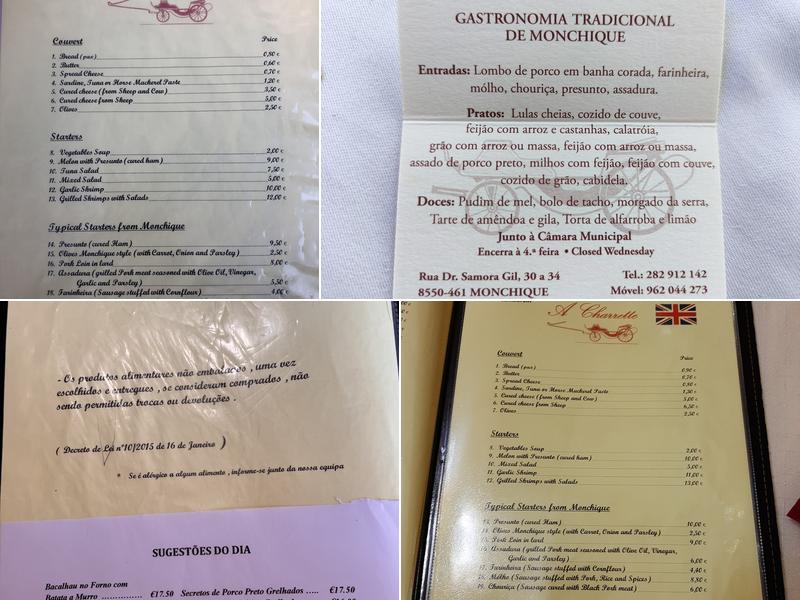 Couvert Price
1. Bread (pax) 0,80 €
2. Butter 0,60 €
3. Spread Cheese 0,70 €
4. Sardine, Tuna or Horse Mackerel Paste 1,20 €
5. Cured cheese (from Sheep and Cow) 3,50 €
6. Cured cheese from Sheep 5,00 €
7. Olives 2,50 €
Starters
8. Vegetables Soup 2,00 €
9. Melon with Presunto (cured ham) 9,00 €
10. Tuna Salad 7,50 €
11. Mixed Salad 5,00 €
12. Garlic Shrimp 10,00 €
13. Grilled Shrimps with Salads 12,00 €
Typical Starters from Monchique
14. Presunto (cured Ham) 9,50 €
15. Olives Monchique style (with Carrot, Onion and Parsley) 2,50 €
16. Pork Loin in lard 8,00 €
17. Assadura (grilled Pork meat seasoned with Olive Oil, Vinegar,
Garlic and Parsley) 5,50 €
18. Farinheira (Sausage stuffed with Cornflour) 4,00 €
GASTRONOMIA TRADICIONAL
DE MONCHIQUE
Entradas: Lombo de porco em banha corada, farinheira,
mólho, chouriça, presunto, assadura.
Pratos: Lulas cheias, cozido de couve,
feijão com arroz e castanhas, calatróia,
grão com arroz ou massa, feijão com arroz ou massa,
assado de porco preto, milhos com feijão, feijão com couve,
cozido de grão, cabidela.
Doces: Pudim de mel, bolo de tacho, morgado da serra,
Tarte de amêndoa e gila, Torta de alfarroba e limão
Junto à Câmara Municipal
Encerra à 4.ª feira • Closed Wednesday
Rua Dr. Samora Gil, 30 a 34 Tel.: 282 912 142
8550-461 MONCHIQUE Móvel: 962 044 273
- Os produtos alimentares não embalados , uma vez
escolhidos e entregues , se consideram comprados , não
sendo permitidas trocas ou devoluções .
( Decreto de Lei nº10/2015 de 16 de Janeiro )
* Se é alérgico a algum alimento , informe-se junto da nossa equipa
SUGESTÕES DO DIA
Bacalhau no Forno com
Batata a Murro ................ €17.50 Secretos de Porco Preto Grelhados ..... €17.50
A Charrette
Couvert Price
1. Bread (pax) 0,90 €
2. Butter 0,70 €
3. Spread Cheese 0,80 €
4. Sardine, Tuna or Horse Mackerel Paste 1,30 €
5. Cured cheese (from Sheep and Cow) 5,00 €
6. Cured cheese from Sheep 6,50 €
7. Olives 2,50 €
Starters
8. Vegetables Soup 2,00 €
9. Melon with Presunto (cured ham) 10,00 €
10. Mixed Salad 5,00 €
11. Garlic Shrimp 11,00 €
12. Grilled Shrimps with Salads 13,00 €
Typical Starters from Monchique
13. Presunto (cured Ham) 10,00 €
14. Olives Monchique style (with Carrot, Onion and Parsley) 2,50 €
15. Pork Loin in lard 9,00 €
16. Assadura (grilled Pork meat seasoned with Olive Oil, Vinegar,
Garlic and Parsley) 6,00 €
17. Farinheira (Sausage stuffed with Cornflour) 4,40 €
18. Mólho (Sausage stuffed with Pork, Rice and Spices) 8,80 €
19. Chouriça (Sausage cured with Black Pork meat) 6,00 €